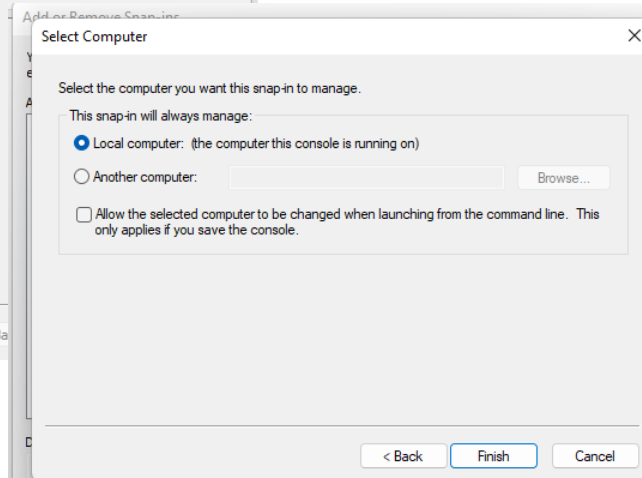 Add or Remove Snap-ins
Select Computer
Select the computer you want this snap-in to manage.
This snap-in will always manage:
Local computer: (the computer this console is running on)
Another computer:
Browse...
Allow the selected computer to be changed when launching from the command line. This
only applies if you save the console.
< Back
Finish
Cancel